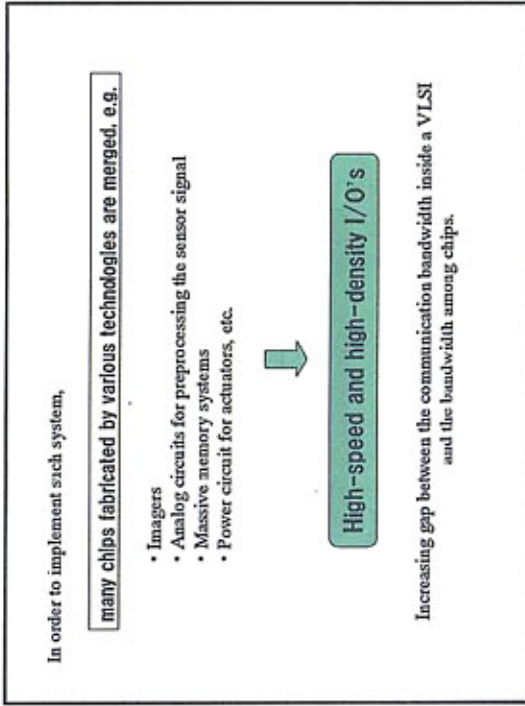 In order to implement such system,
many chips fabricated by various technologies are merged, e.g.
• Imagers
• Analog circuits for preprocessing the sensor signal
• Massive memory systems
• Power circuit for actuators, etc.
High-speed and high-density I/O's
Increasing gap between the communication bandwidth inside a VLSI
and the bandwidth among chips.